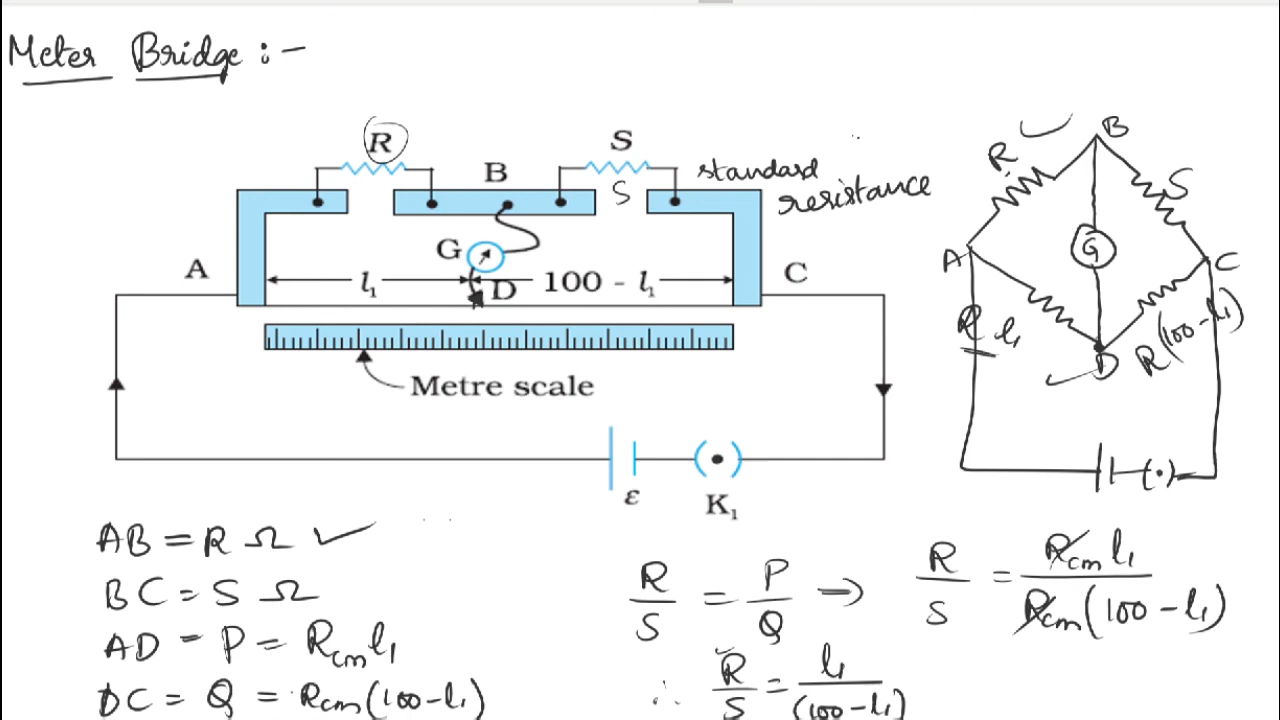 Meter Bridge :-
R
S
B
S
standard
resistance
G
A
l₁
D
100 - l₁
C
Metre scale
ε
K₁
B
R
S
A
G
C
R l₁
D
R(100-l₁)
AB = R Ω ✓
BC = S Ω
AD = P = Rcm l₁
DC = Q = Rcm(100-l₁)
R/S = P/Q ⇒ R/S = Rcm l₁/Rcm(100-l₁)
∴ R/S = l₁/(100-l₁)